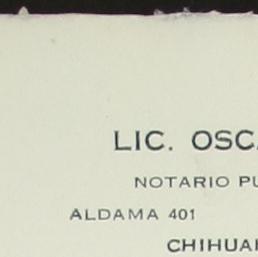 LIC. OSC
NOTARIO PU
ALDAMA 401
CHIHUA